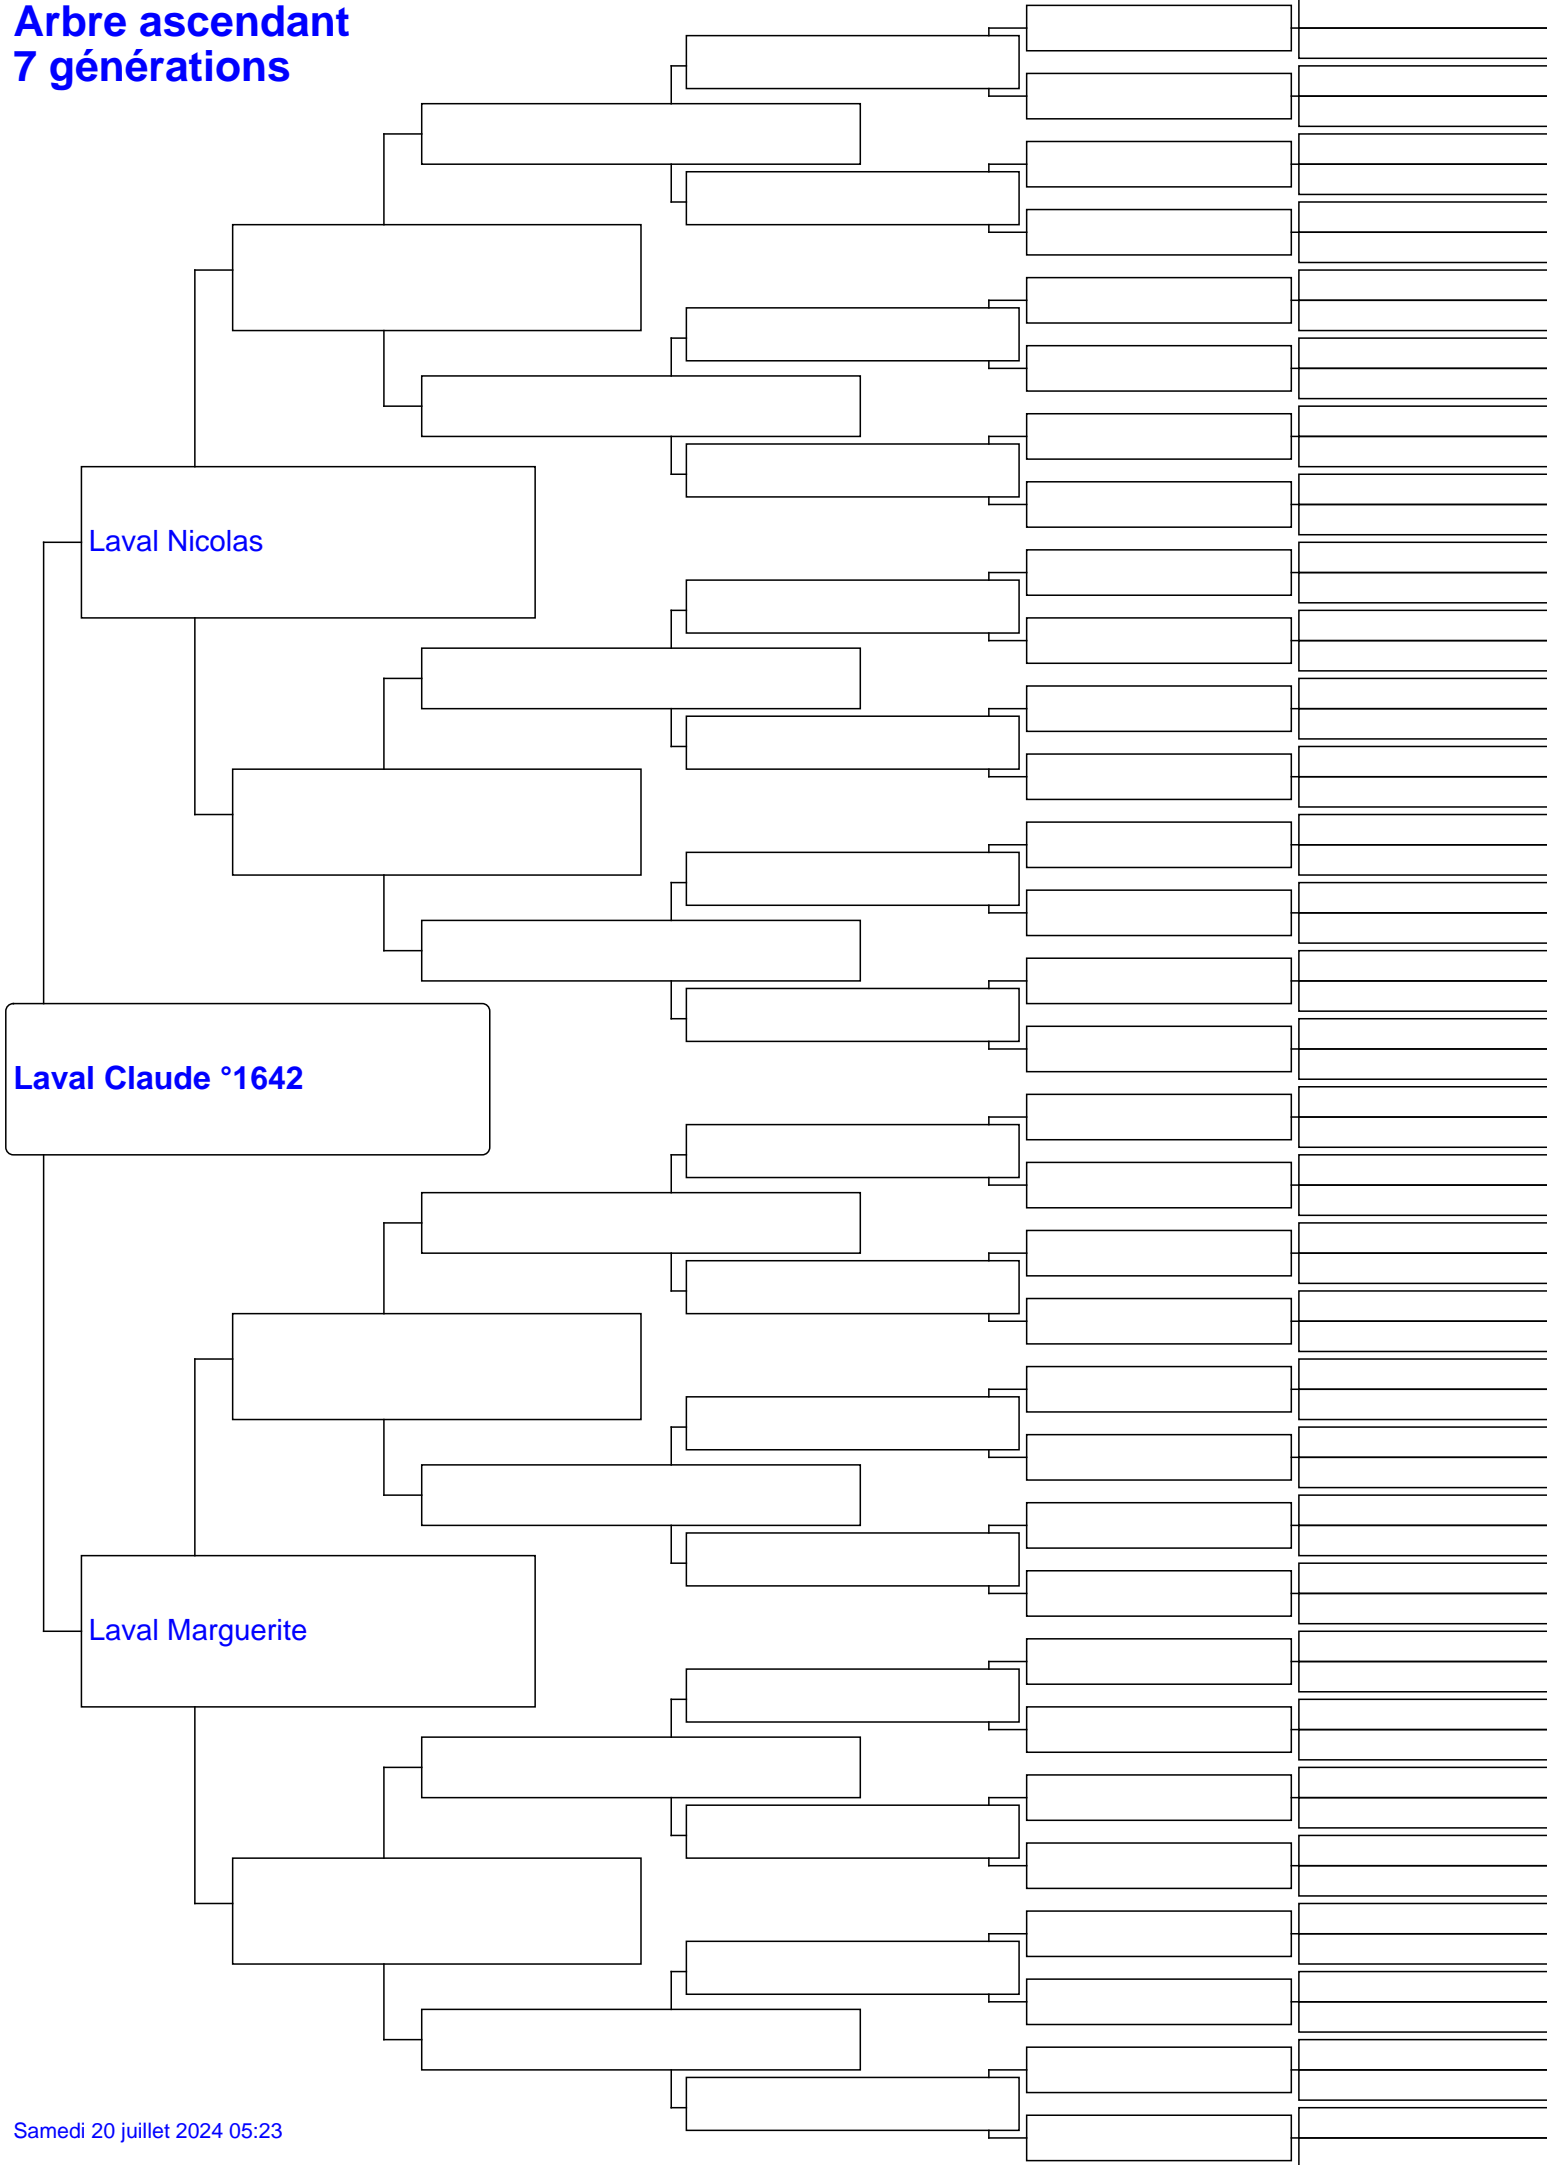 Arbre ascendant
7 générations
Laval Nicolas
Laval Claude °1642
Laval Marguerite
Samedi 20 juillet 2024 05:23